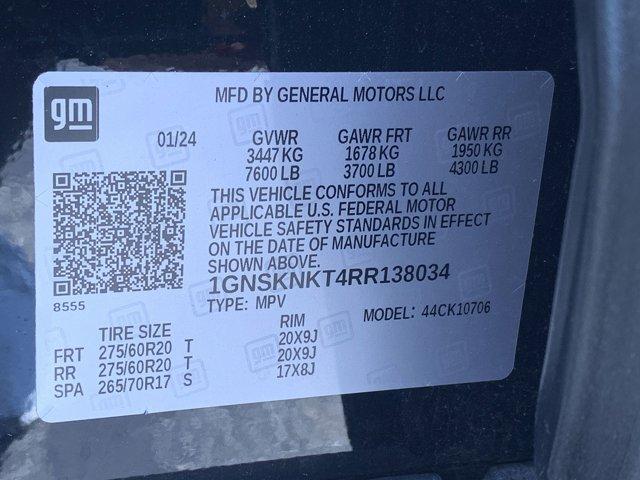 gm
MFD BY GENERAL MOTORS LLC
01/24 GVWR GAWR FRT GAWR RR
3447 KG 1678 KG 1950 KG
7600 LB 3700 LB 4300 LB
THIS VEHICLE CONFORMS TO ALL
APPLICABLE U.S. FEDERAL MOTOR
VEHICLE SAFETY STANDARDS IN EFFECT
ON THE DATE OF MANUFACTURE
SHOWN ABOVE.
1GNSKNKT4RR138034
8555
TYPE: MPV MODEL: 44CK10706
TIRE SIZE RIM
FRT 275/60R20 T 20X9J
RR 275/60R20 T 20X9J
SPA 265/70R17 S 17X8J